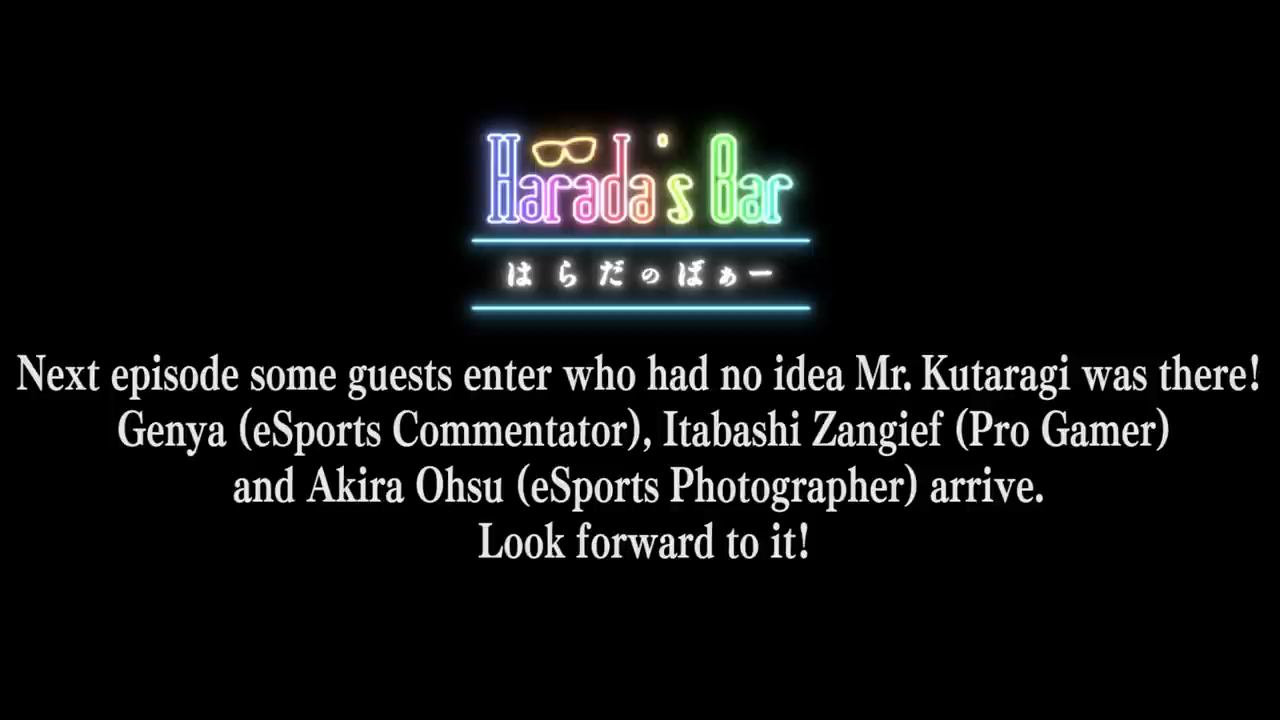 Harada's Bar
はらだのばぁー
Next episode some guests enter who had no idea Mr. Kutaragi was there!
Genya (eSports Commentator), Itabashi Zangief (Pro Gamer)
and Akira Ohsu (eSports Photographer) arrive.
Look forward to it!